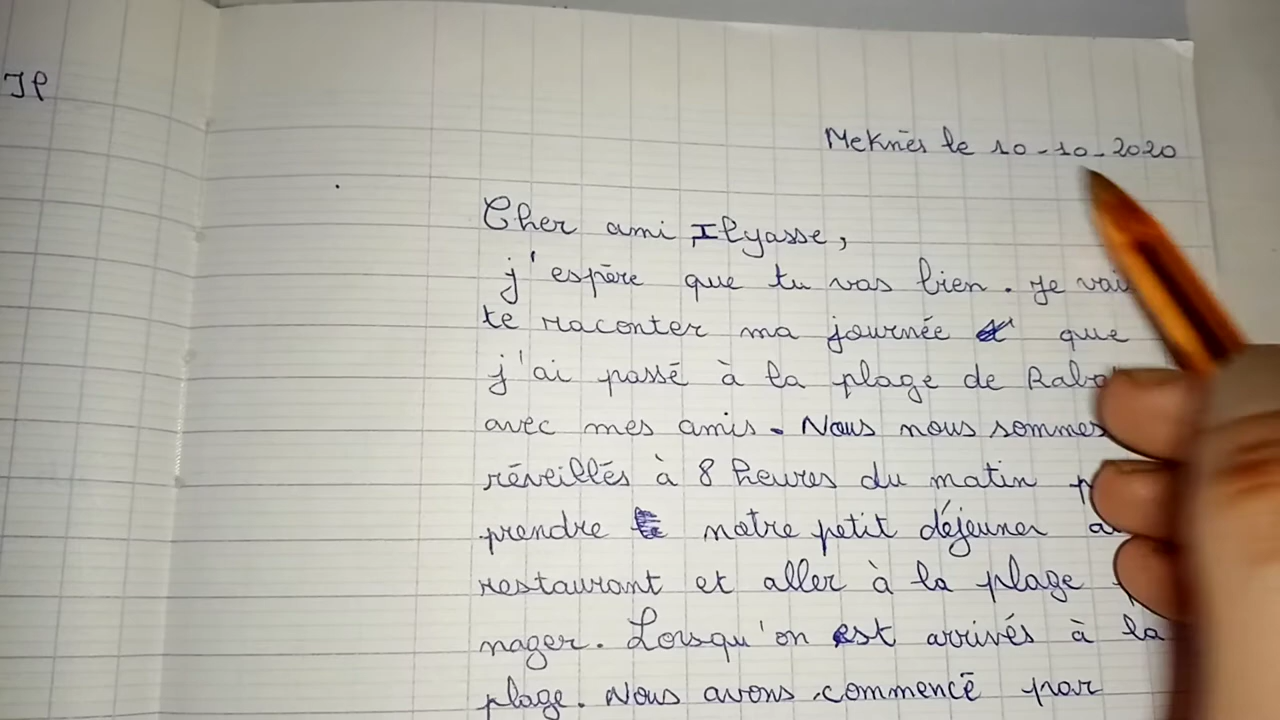 JP
Meknès le 10-10-2020
Cher ami Ilyasse,
j'espère que tu vas bien. Je vai
te raconter ma journée que
j'ai passé à la plage de Rab
avec mes amis. Nous nous sommes
réveillés à 8 heures du matin
prendre notre petit déjeuner
restaurant et aller à la plage
nager. Lorsqu'on est arrivés à la
plage. Nous avons commencé par